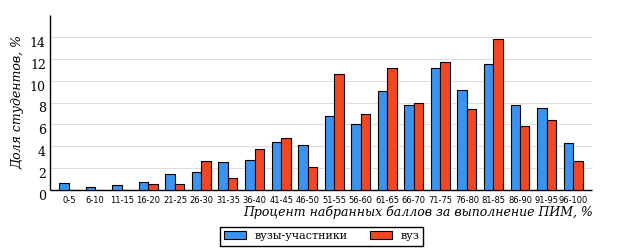 Доля студентов, %
14
12
10
8
6
4
2
0
0-5 6-10 11-15 16-20 21-25 26-30 31-35 36-40 41-45 46-50 51-55 56-60 61-65 66-70 71-75 76-80 81-85 86-90 91-95 96-100
Процент набранных баллов за выполнение ПИМ, %
вузы-участники вуз